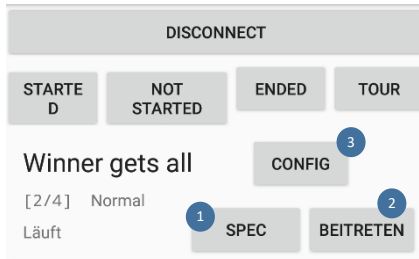 DISCONNECT
STARTE
D
NOT
STARTED
ENDED
TOUR
Winner gets all
CONFIG
3
[2/4] Normal
Läuft
1
SPEC
2
BEITRETEN